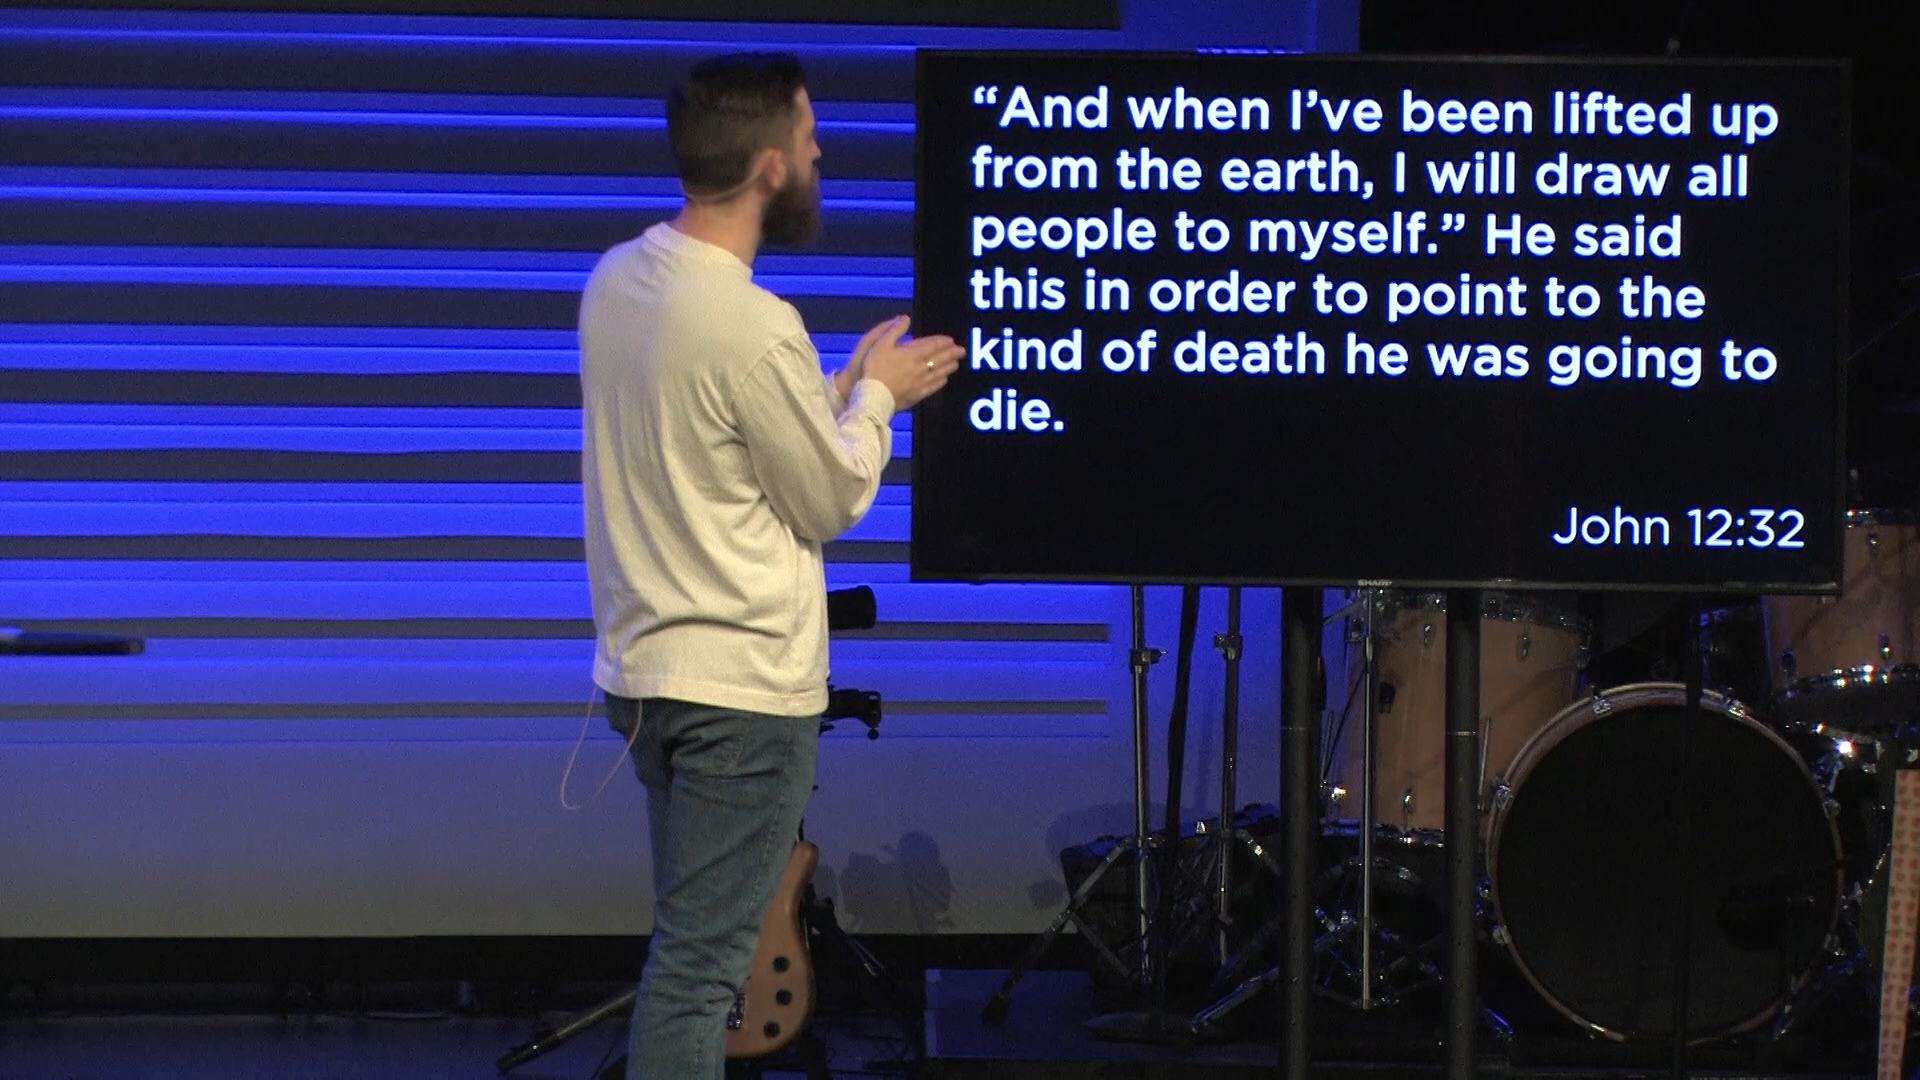 “And when I’ve been lifted up
from the earth, I will draw all
people to myself.” He said
this in order to point to the
kind of death he was going to
die.
John 12:32
SHARP